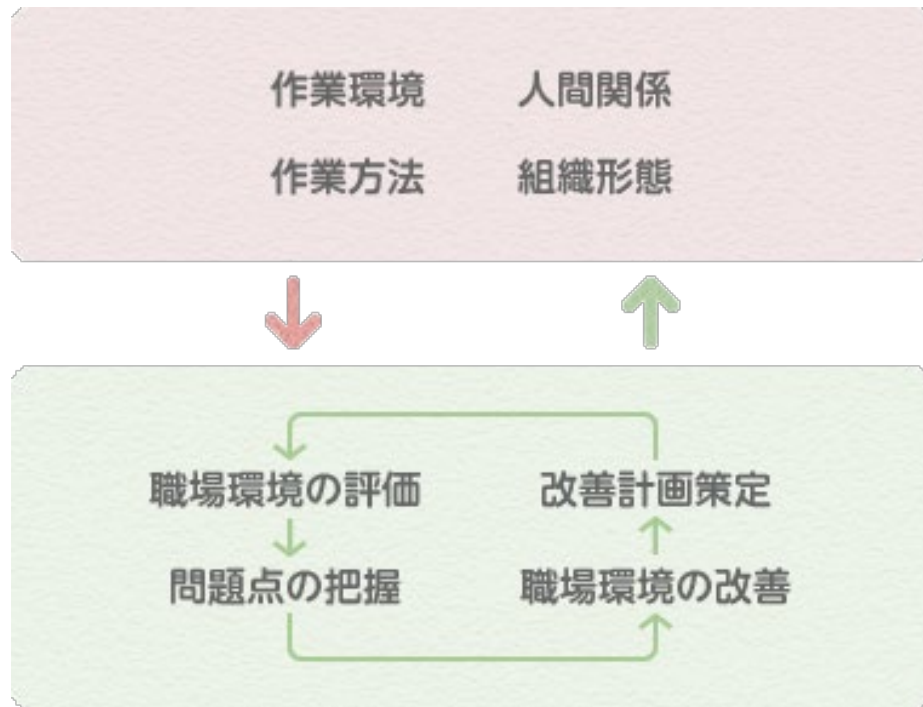 作業環境 人間関係
作業方法 組織形態
職場環境の評価 改善計画策定
問題点の把握 職場環境の改善